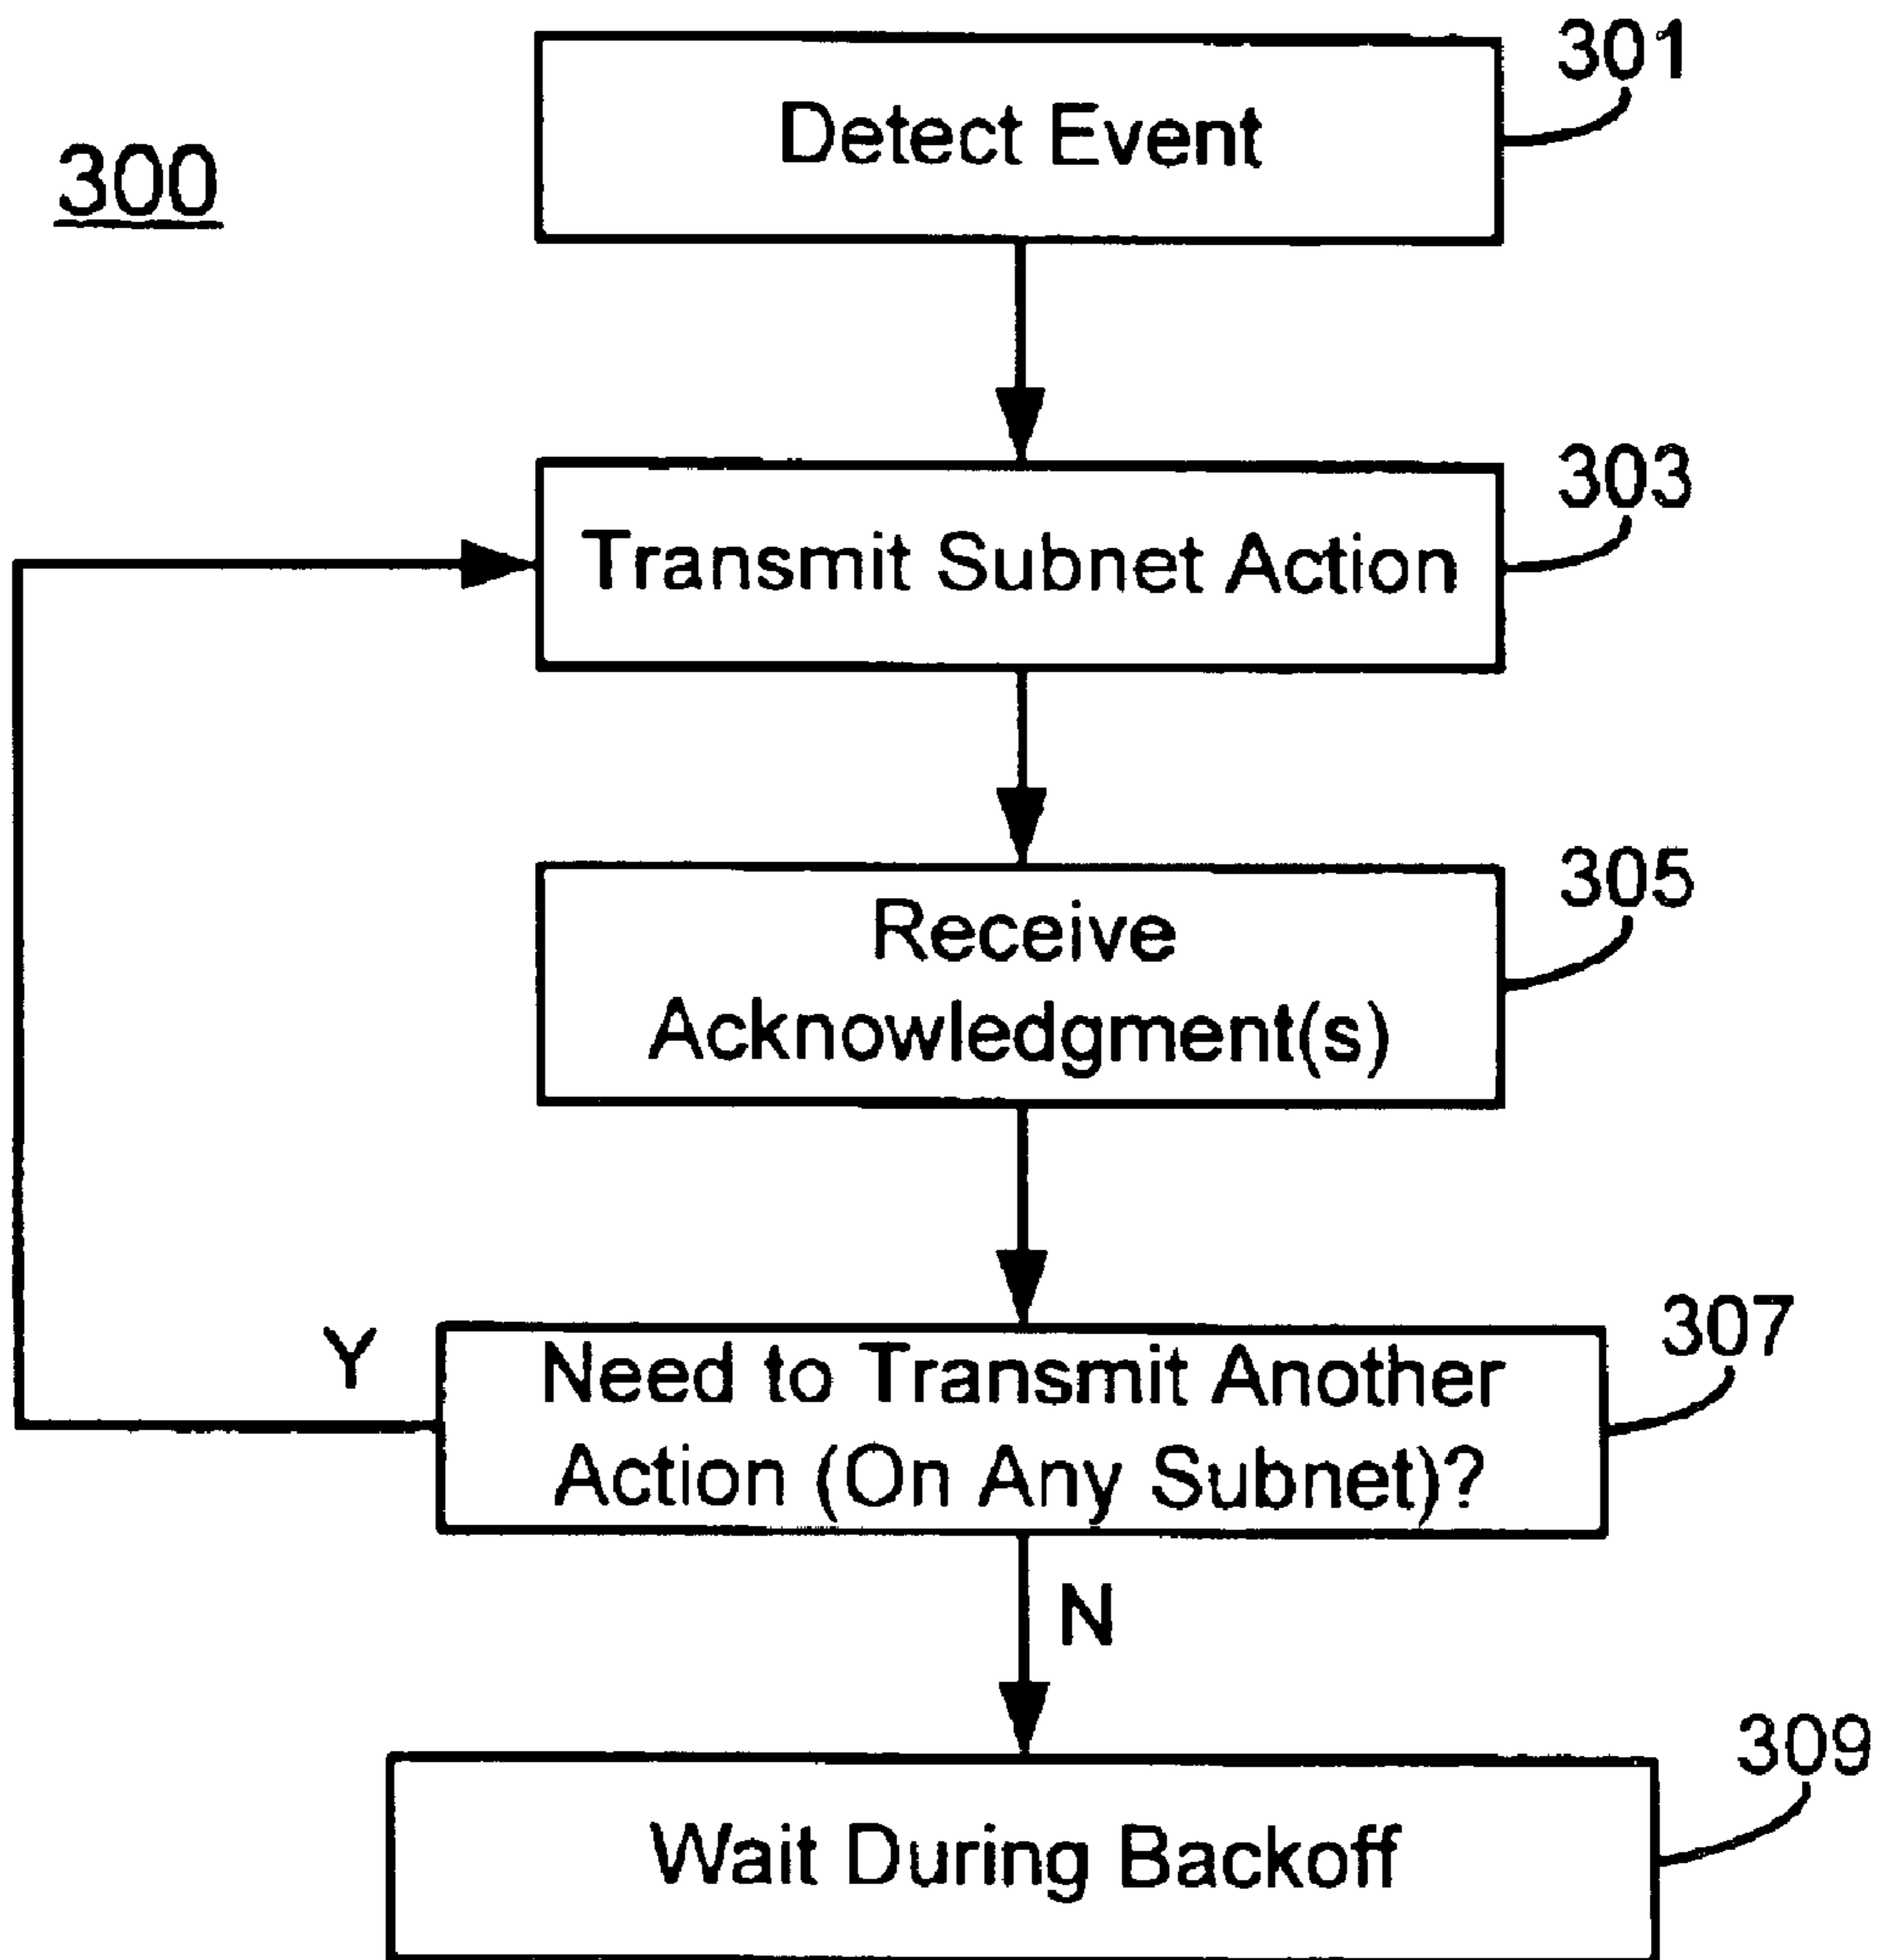 301
Detect Event
300
303
Transmit Subnet Action
305
Receive
Acknowledgment(s)
307
Y
Need to Transmit Another
Action (On Any Subnet)?
N
309
Wait During Backoff